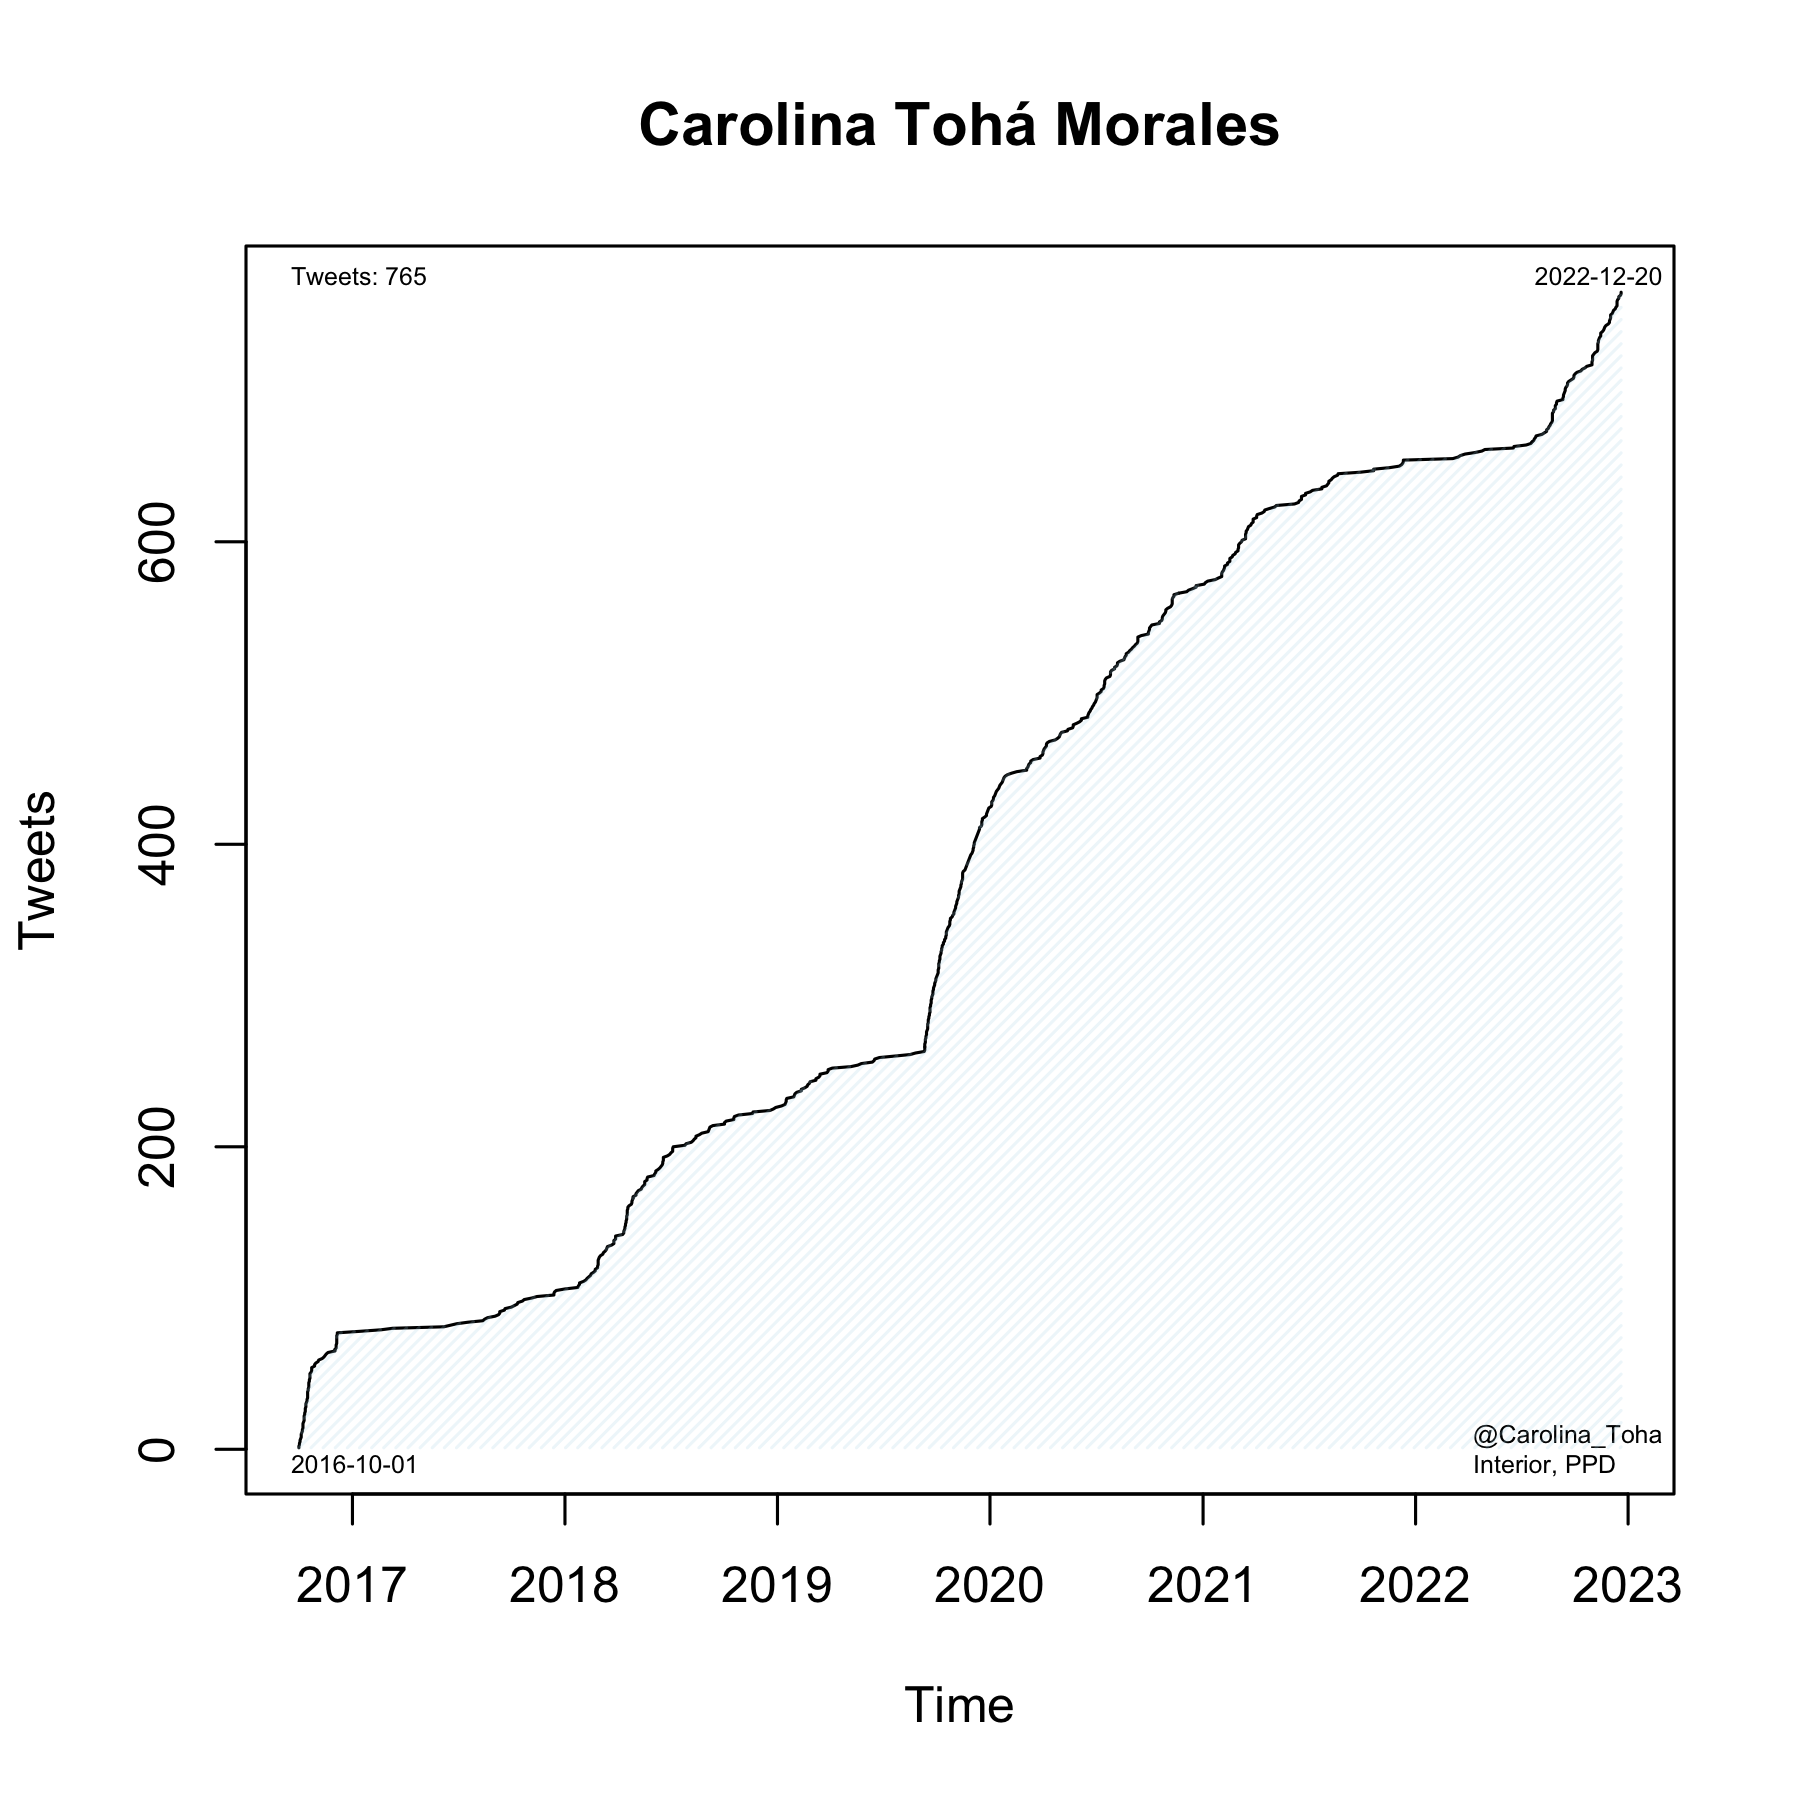 Carolina Tohá Morales
Tweets: 765
2022-12-20
Tweets
600
400
200
0
@Carolina_Toha
Interior, PPD
2016-10-01
2017
2018
2019
2020
2021
2022
2023
Time